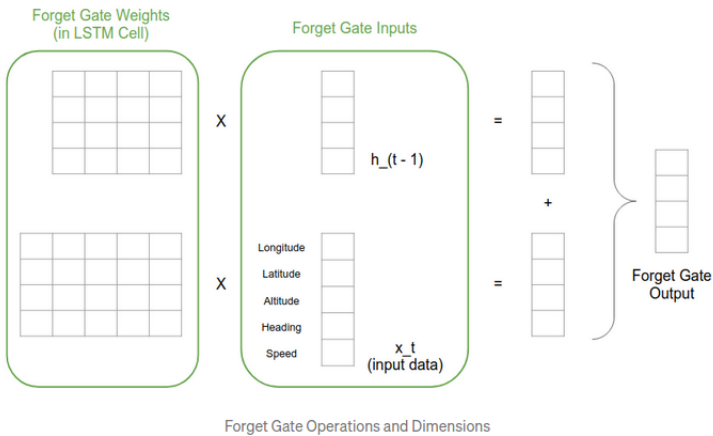 Forget Gate Weights
(in LSTM Cell)
Forget Gate Inputs
X
=
h_(t - 1)
+
Longitude
Latitude
Altitude
Heading
Speed
X
=
x_t
(input data)
Forget Gate
Output
Forget Gate Operations and Dimensions